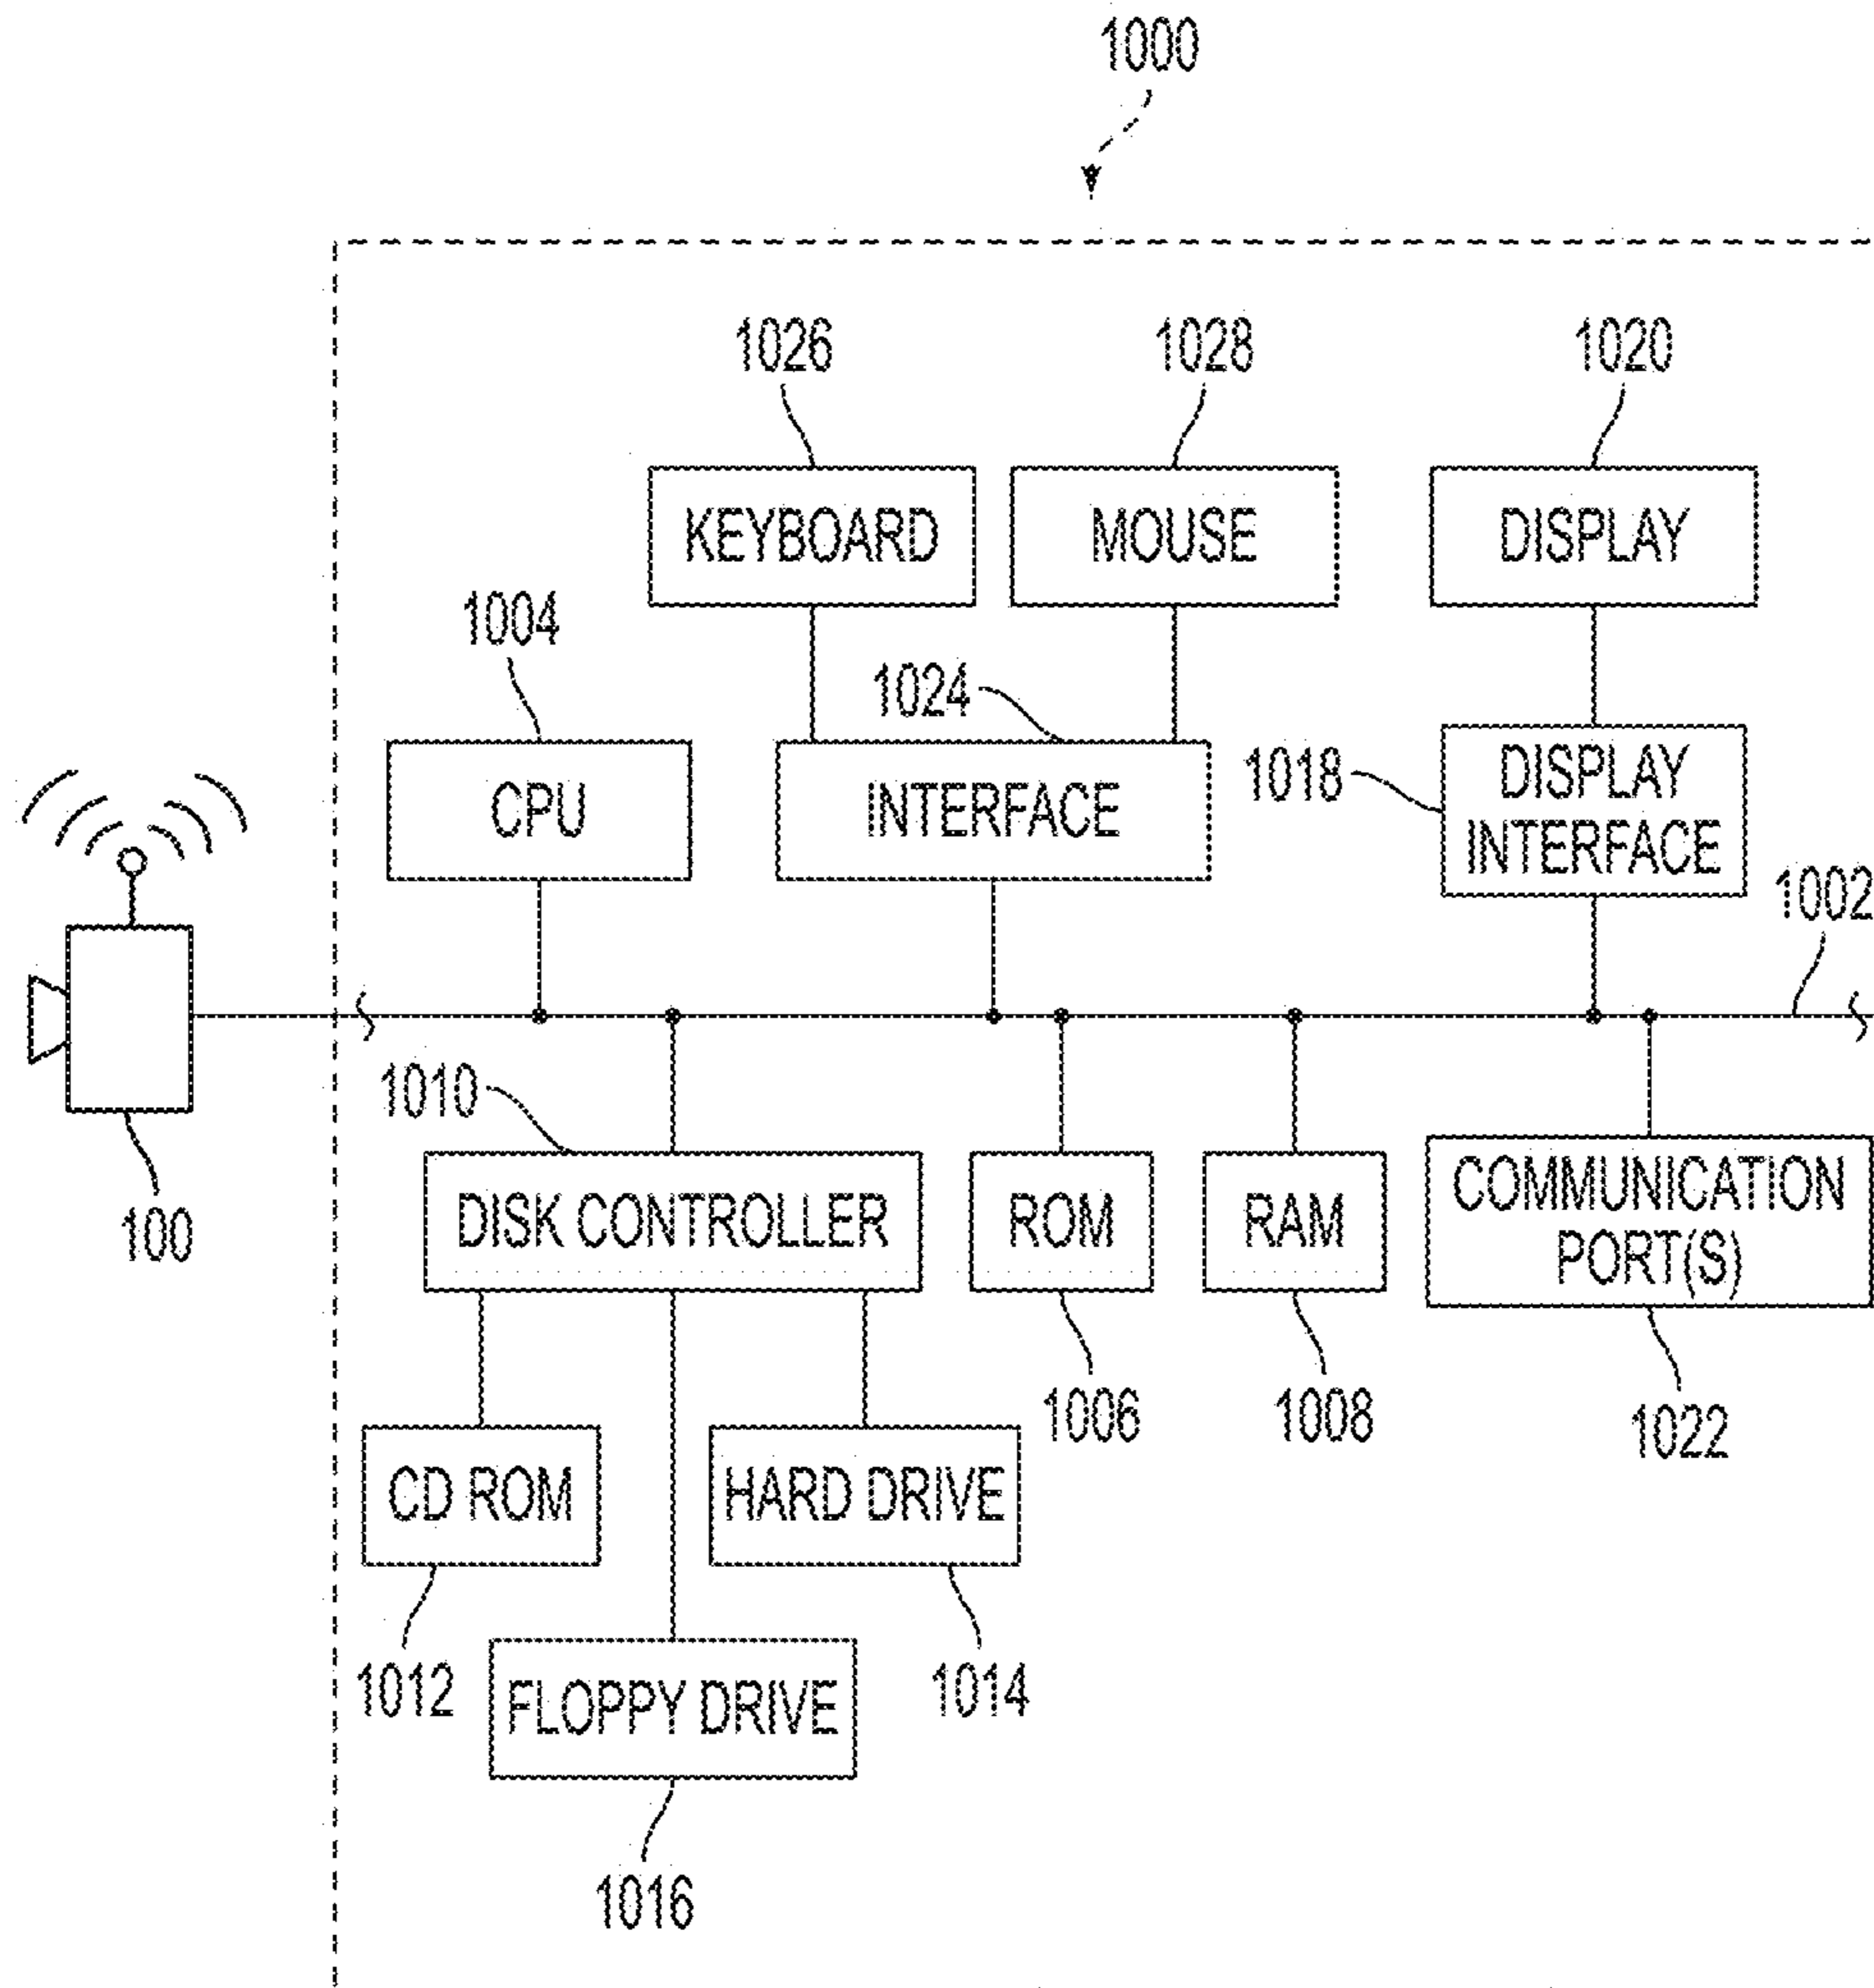 1000
1026
1028
1020
KEYBOARD
MOUSE
DISPLAY
1004
1024
CPU
INTERFACE
1018
DISPLAY
INTERFACE
1002
1010
100
DISK CONTROLLER
ROM
RAM
COMMUNICATION
PORT(S)
1006
1008
1022
CD ROM
HARD DRIVE
1012
1014
FLOPPY DRIVE
1016